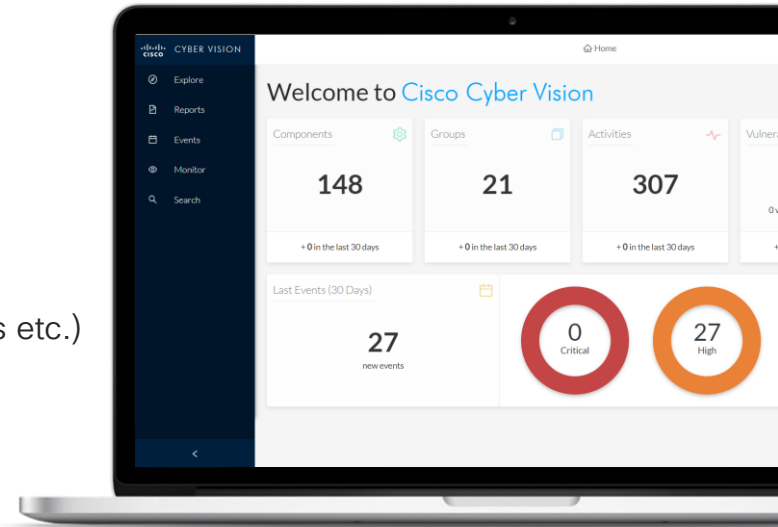 CISCO CYBER VISION
Home
Explore
Reports
Events
Monitor
Search
Welcome to Cisco Cyber Vision
Components
Groups
Activities
148
21
307
0
+ 0 in the last 30 days
+ 0 in the last 30 days
+ 0 in the last 30 days
+
s etc.)
Last Events (30 Days)
27
new events
0
Critical
27
High
<